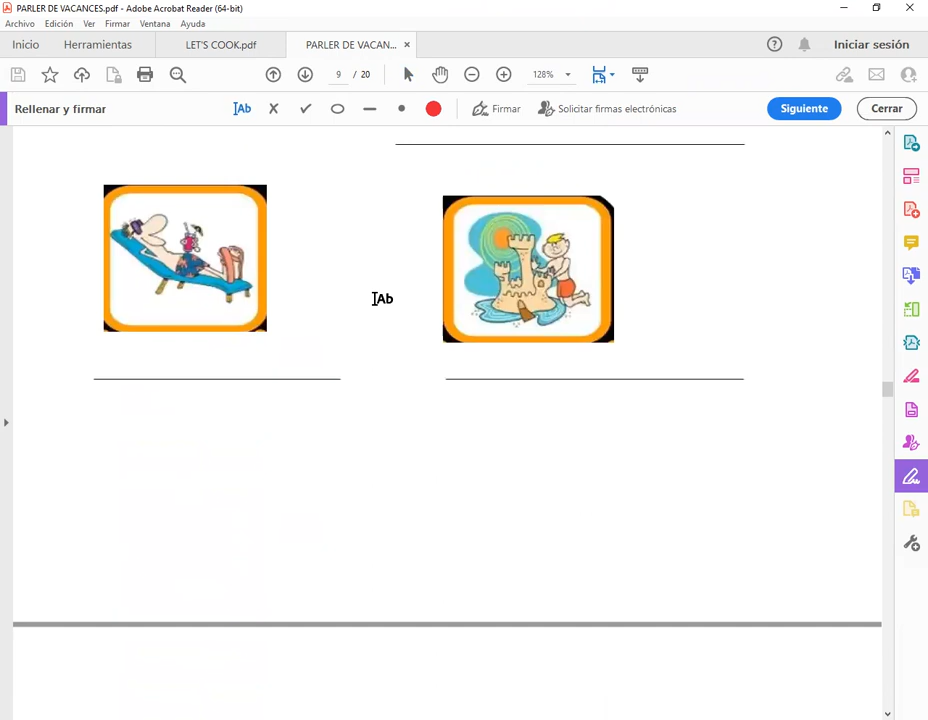 PARLER DE VACANCES.pdf - Adobe Acrobat Reader (64-bit)
Archivo Edición Ver Firmar Ventana Ayuda
Inicio Herramientas LET'S COOK.pdf PARLER DE VACAN... ×
Iniciar sesión
9 / 20 128%
Rellenar y firmar Ab Firmar Solicitar firmas electrónicas Siguiente Cerrar
Ab